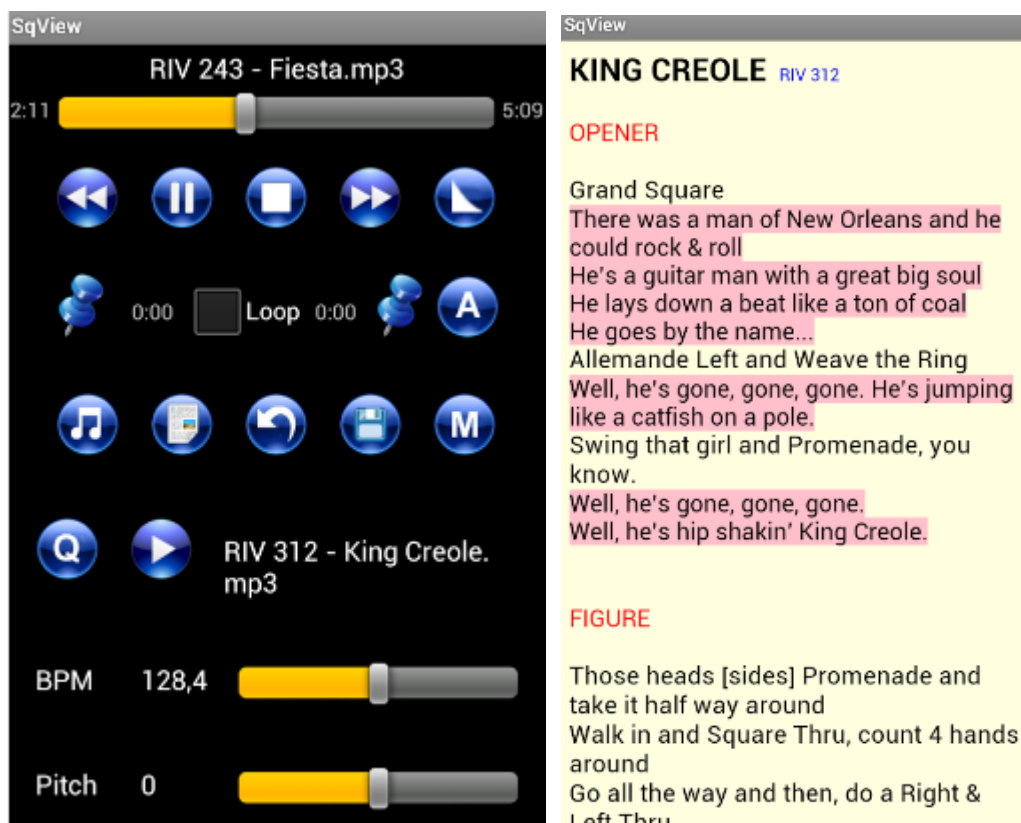 SqView
RIV 243 - Fiesta.mp3
2:11
5:09
0:00
Loop
0:00
A
M
Q
RIV 312 - King Creole.
mp3
BPM
128,4
Pitch
0
SqView
KING CREOLE RIV 312
OPENER
Grand Square
There was a man of New Orleans and he
could rock & roll
He's a guitar man with a great big soul
He lays down a beat like a ton of coal
He goes by the name...
Allemande Left and Weave the Ring
Well, he's gone, gone, gone. He's jumping
like a catfish on a pole.
Swing that girl and Promenade, you
know.
Well, he's gone, gone, gone.
Well, he's hip shakin' King Creole.
FIGURE
Those heads [sides] Promenade and
take it half way around
Walk in and Square Thru, count 4 hands
around
Go all the way and then, do a Right &
Left Thru